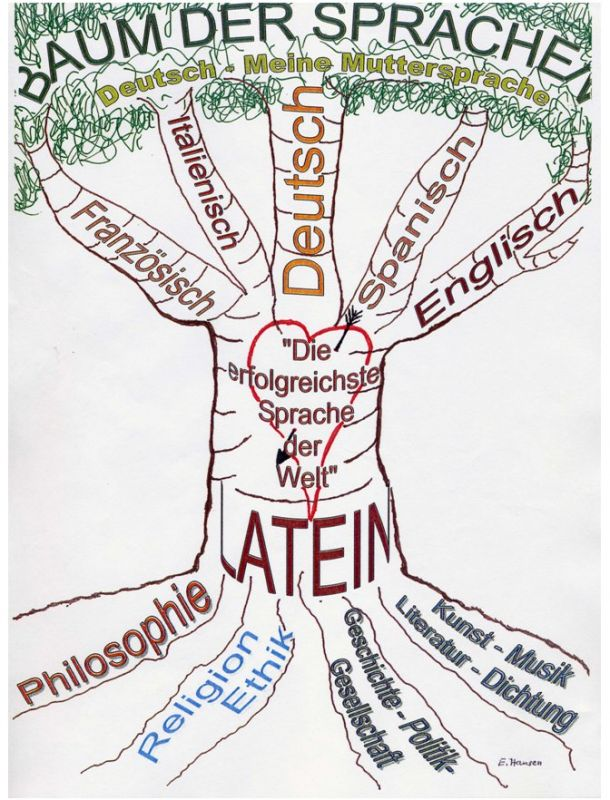 BAUM DER SPRACHEN
Deutsch - Meine Muttersprache
Französisch
Italienisch
Deutsch
Spanisch
Englisch
"Die
erfolgreichste
Sprache
der
Welt"
LATEIN
Philosophie
Religion
Ethik
Geschichte - Politik-
Gesellschaft
Kunst - Musik
Literatur - Dichtung
E. Hansen